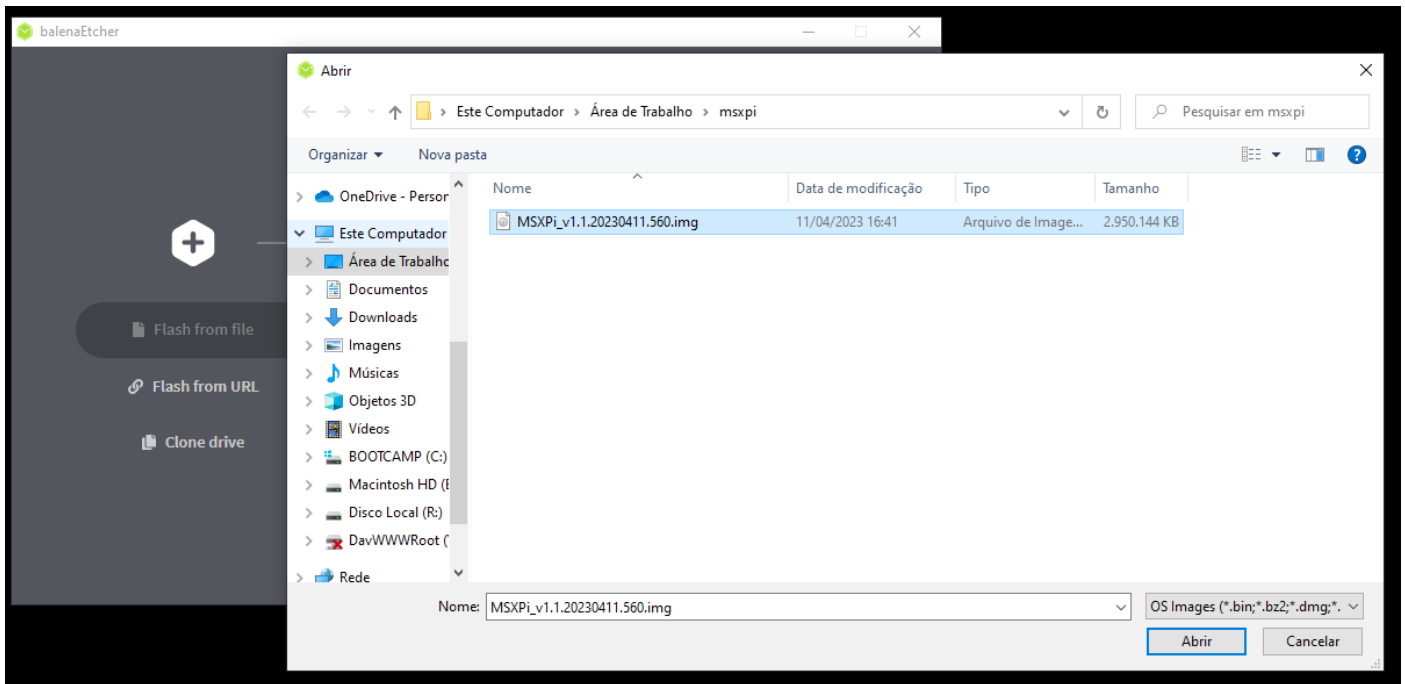 balenaEtcher
Abrir
Este Computador > Área de Trabalho > msxpi
Pesquisar em msxpi
Organizar
Nova pasta
Nome
Data de modificação
Tipo
Tamanho
OneDrive - Person
MSXPi_v1.1.20230411.560.img
11/04/2023 16:41
Arquivo de Image...
2.950.144 KB
Este Computador
Área de Trabalho
Documentos
Downloads
Imagens
Músicas
Objetos 3D
Vídeos
BOOTCAMP (C:)
Macintosh HD (E
Disco Local (R:)
DavWWWRoot (
Rede
Flash from file
Flash from URL
Clone drive
Nome:
MSXPi_v1.1.20230411.560.img
OS Images (*.bin;*.bz2;*.dmg;*.
Abrir
Cancelar